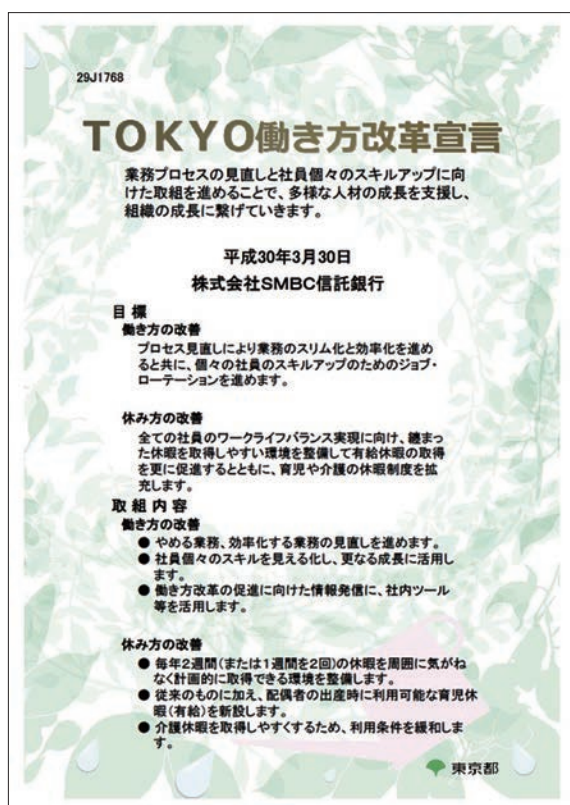 29J1768
TOKYO働き方改革宣言
業務プロセスの見直しと社員個々のスキルアップに向
けた取組を進めることで、多様な人材の成長を支援し、
組織の成長に繋げていきます。
平成30年3月30日
株式会社SMBC信託銀行
目標
働き方の改善
プロセス見直しにより業務のスリム化と効率化を進め
ると共に、個々の社員のスキルアップのためのジョブ・
ローテーションを進めます。
休み方の改善
全ての社員のワークライフバランス実現に向け、纏まっ
た休暇を取得しやすい環境を整備して有給休暇の取得
を更に促進するとともに、育児や介護の休暇制度を拡
充します。
取組内容
働き方の改善
● やめる業務、効率化する業務の見直しを進めます。
● 社員個々のスキルを見える化し、更なる成長に活用し
ます。
● 働き方改革の促進に向けた情報発信に、社内ツール
等を活用します。
休み方の改善
● 毎年2週間(または1週間を2回)の休暇を周囲に気がね
なく計画的に取得できる環境を整備します。
● 従来のものに加え、配偶者の出産時に利用可能な育児休
暇(有給)を新設します。
● 介護休暇を取得しやすくするため、利用条件を緩和しま
す。
東京都